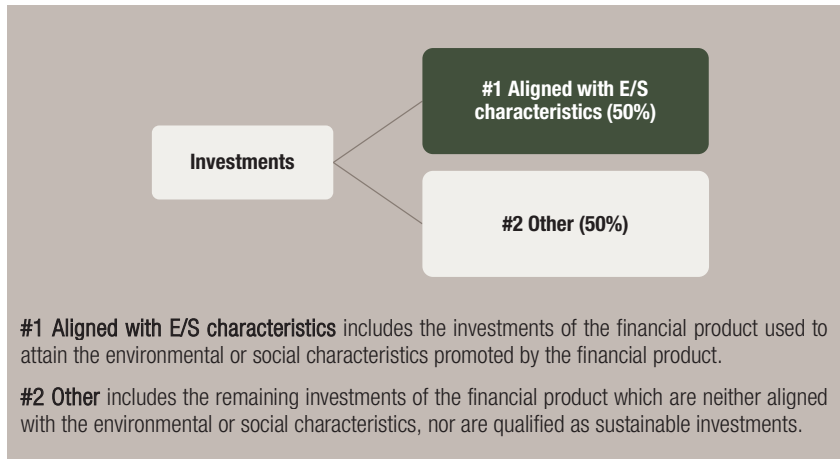 #1 Aligned with E/S
characteristics (50%)
Investments
#2 Other (50%)
#1 Aligned with E/S characteristics includes the investments of the financial product used to
attain the environmental or social characteristics promoted by the financial product.
#2 Other includes the remaining investments of the financial product which are neither aligned
with the environmental or social characteristics, nor are qualified as sustainable investments.